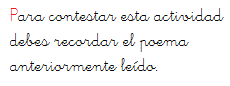 Para contestar esta actividad
debes recordar el poema
anteriormente leído.